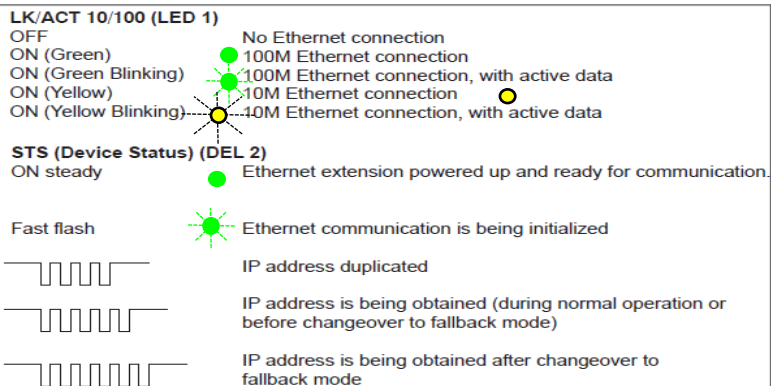 LK/ACT 10/100 (LED 1)
OFF No Ethernet connection
ON (Green) 100M Ethernet connection
ON (Green Blinking) 100M Ethernet connection, with active data
ON (Yellow) 10M Ethernet connection
ON (Yellow Blinking) 10M Ethernet connection, with active data
STS (Device Status) (DEL 2)
ON steady Ethernet extension powered up and ready for communication.
Fast flash Ethernet communication is being initialized
IP address duplicated
IP address is being obtained (during normal operation or
before changeover to fallback mode)
IP address is being obtained after changeover to
fallback mode